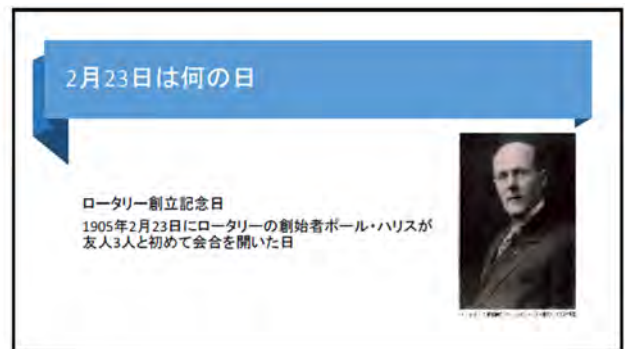 2月23日は何の日
ロータリー創立記念日
1905年2月23日にロータリーの創始者ポール・ハリスが
友人3人と初めて会合を開いた日